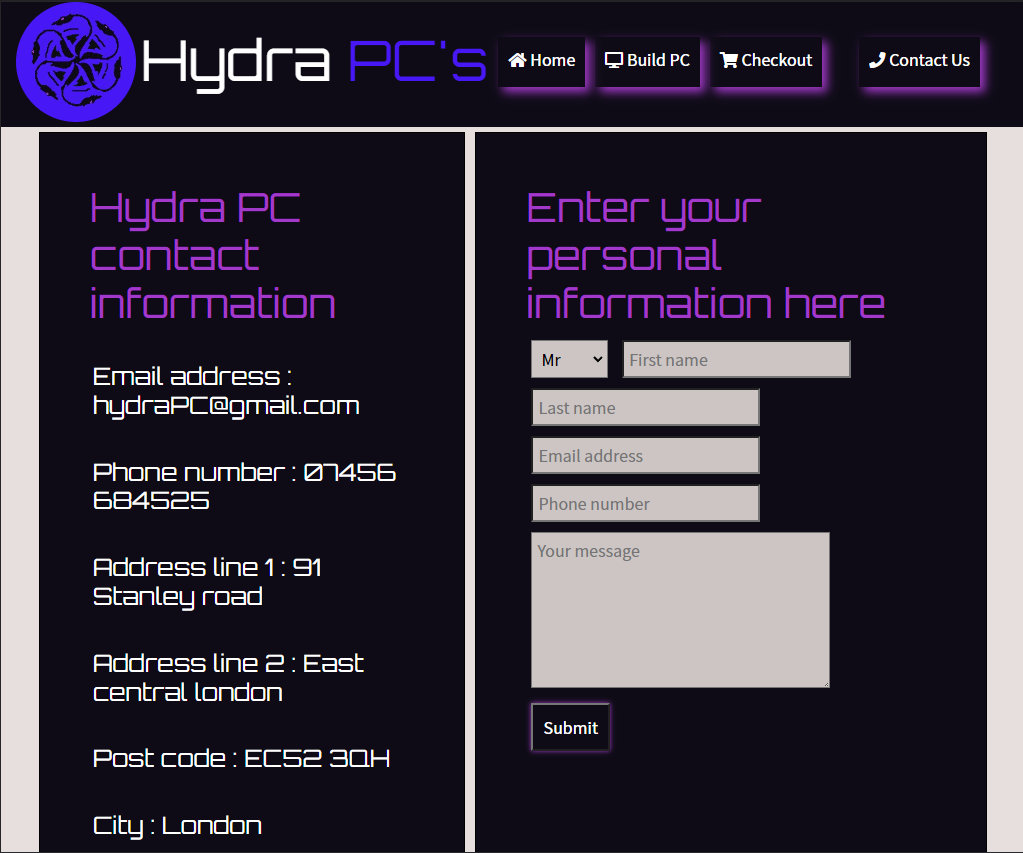 Hydra PC's
Home
Build PC
Checkout
Contact Us
Hydra PC
contact
information
Email address :
hydraPC@gmail.com
Phone number : 07456
684525
Address line 1 : 91
Stanley road
Address line 2 : East
central london
Post code : EC52 3QH
City : London
Enter your
personal
information here
Mr
First name
Last name
Email address
Phone number
Your message
Submit